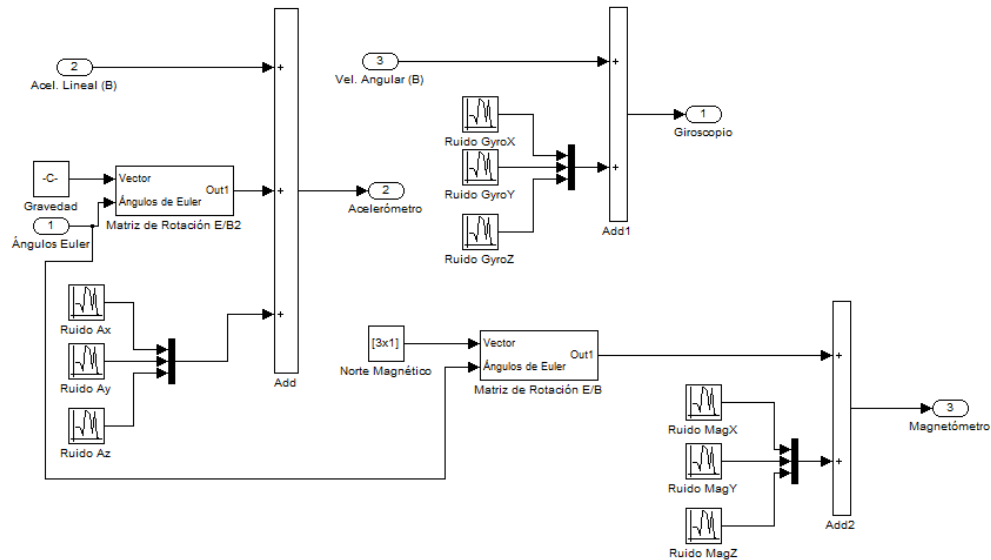 2
Acel. Lineal (B)
+
-C-
Gravedad
Vector
Ángulos de Euler
Out1
Matriz de Rotación E/B2
1
Ángulos Euler
+
2
Acelerómetro
Ruido Ax
Ruido Ay
Ruido Az
+
Add
3
Vel. Angular (B)
+
Ruido GyroX
Ruido GyroY
Ruido GyroZ
+
Add1
1
Giroscopio
[3x1]
Norte Magnético
Vector
Ángulos de Euler
Out1
Matriz de Rotación E/B
+
Ruido MagX
Ruido MagY
Ruido MagZ
+
Add2
3
Magnetómetro